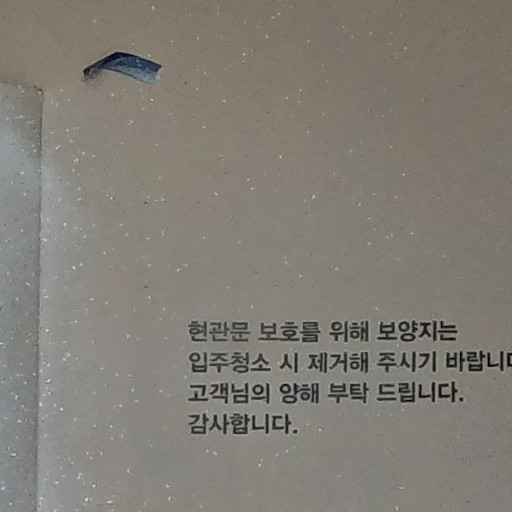 현관문 보호를 위해 보양지는
입주청소 시 제거해 주시기 바랍니다
고객님의 양해 부탁 드립니다.
감사합니다.